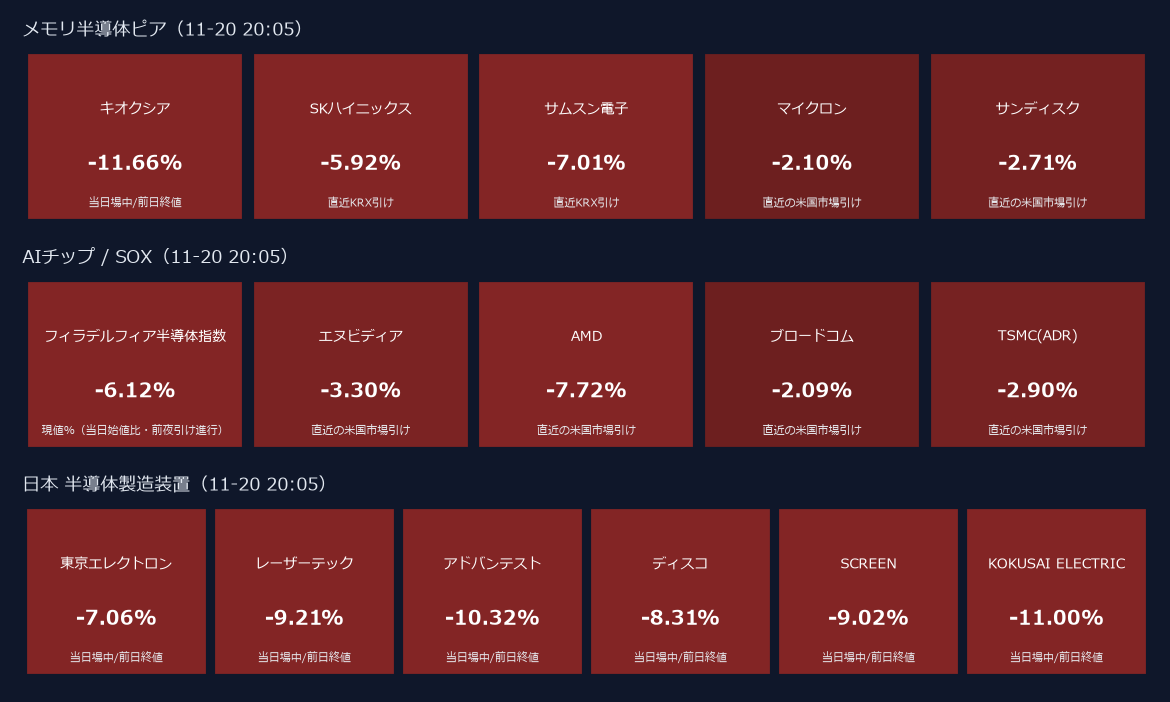 メモリ半導体ピア（11-20 20:05）
キオクシア
-11.66%
当日場中/前日終値
SKハイニックス
-5.92%
直近KRX引け
サムスン電子
-7.01%
直近KRX引け
マイクロン
-2.10%
直近の米国市場引け
サンディスク
-2.71%
直近の米国市場引け
AIチップ / SOX（11-20 20:05）
フィラデルフィア半導体指数
-6.12%
現値%（当日始値比・前夜引け進行）
エヌビディア
-3.30%
直近の米国市場引け
AMD
-7.72%
直近の米国市場引け
ブロードコム
-2.09%
直近の米国市場引け
TSMC(ADR)
-2.90%
直近の米国市場引け
日本 半導体製造装置（11-20 20:05）
東京エレクトロン
-7.06%
当日場中/前日終値
レーザーテック
-9.21%
当日場中/前日終値
アドバンテスト
-10.32%
当日場中/前日終値
ディスコ
-8.31%
当日場中/前日終値
SCREEN
-9.02%
当日場中/前日終値
KOKUSAI ELECTRIC
-11.00%
当日場中/前日終値